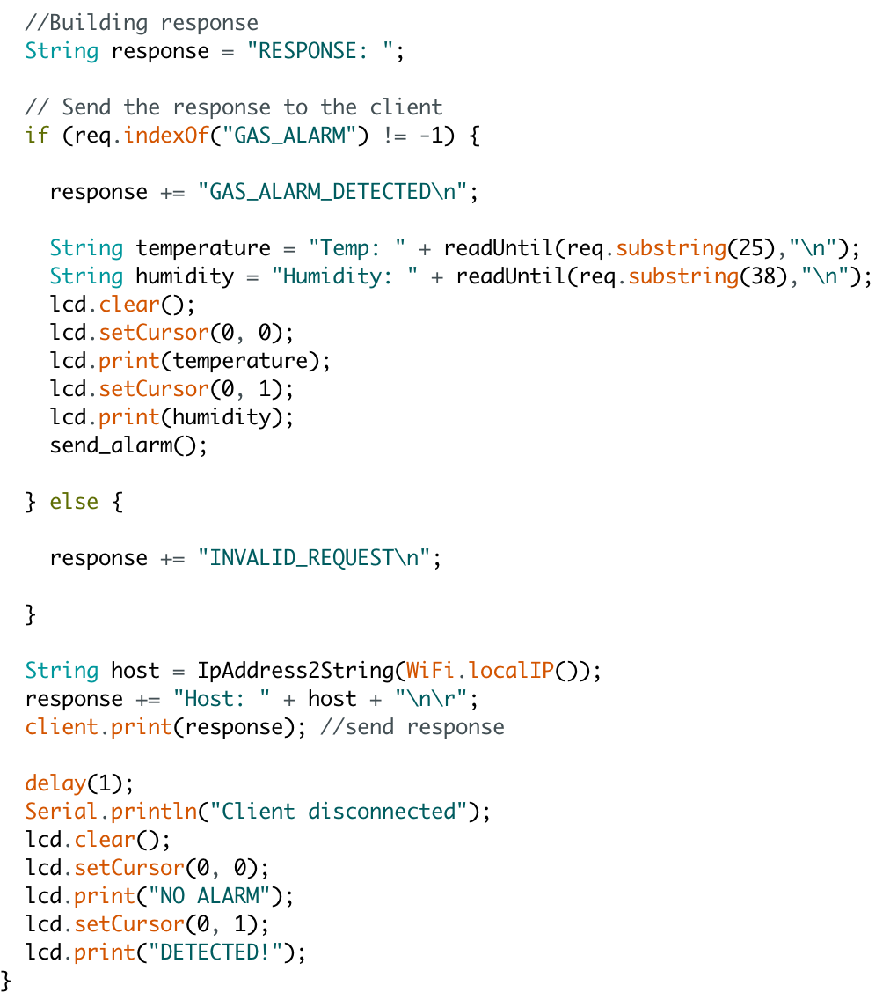 //Building response
String response = "RESPONSE: ";
// Send the response to the client
if (req.indexOf("GAS_ALARM") != -1) {
response += "GAS_ALARM_DETECTED\n";
String temperature = "Temp: " + readUntil(req.substring(25),"\n");
String humidity = "Humidity: " + readUntil(req.substring(38),"\n");
lcd.clear();
lcd.setCursor(0, 0);
lcd.print(temperature);
lcd.setCursor(0, 1);
lcd.print(humidity);
send_alarm();
} else {
response += "INVALID_REQUEST\n";
}
String host = IpAddress2String(WiFi.localIP());
response += "Host: " + host + "\n\r";
client.print(response); //send response
delay(1);
Serial.println("Client disconnected");
lcd.clear();
lcd.setCursor(0, 0);
lcd.print("NO ALARM");
lcd.setCursor(0, 1);
lcd.print("DETECTED!");
}